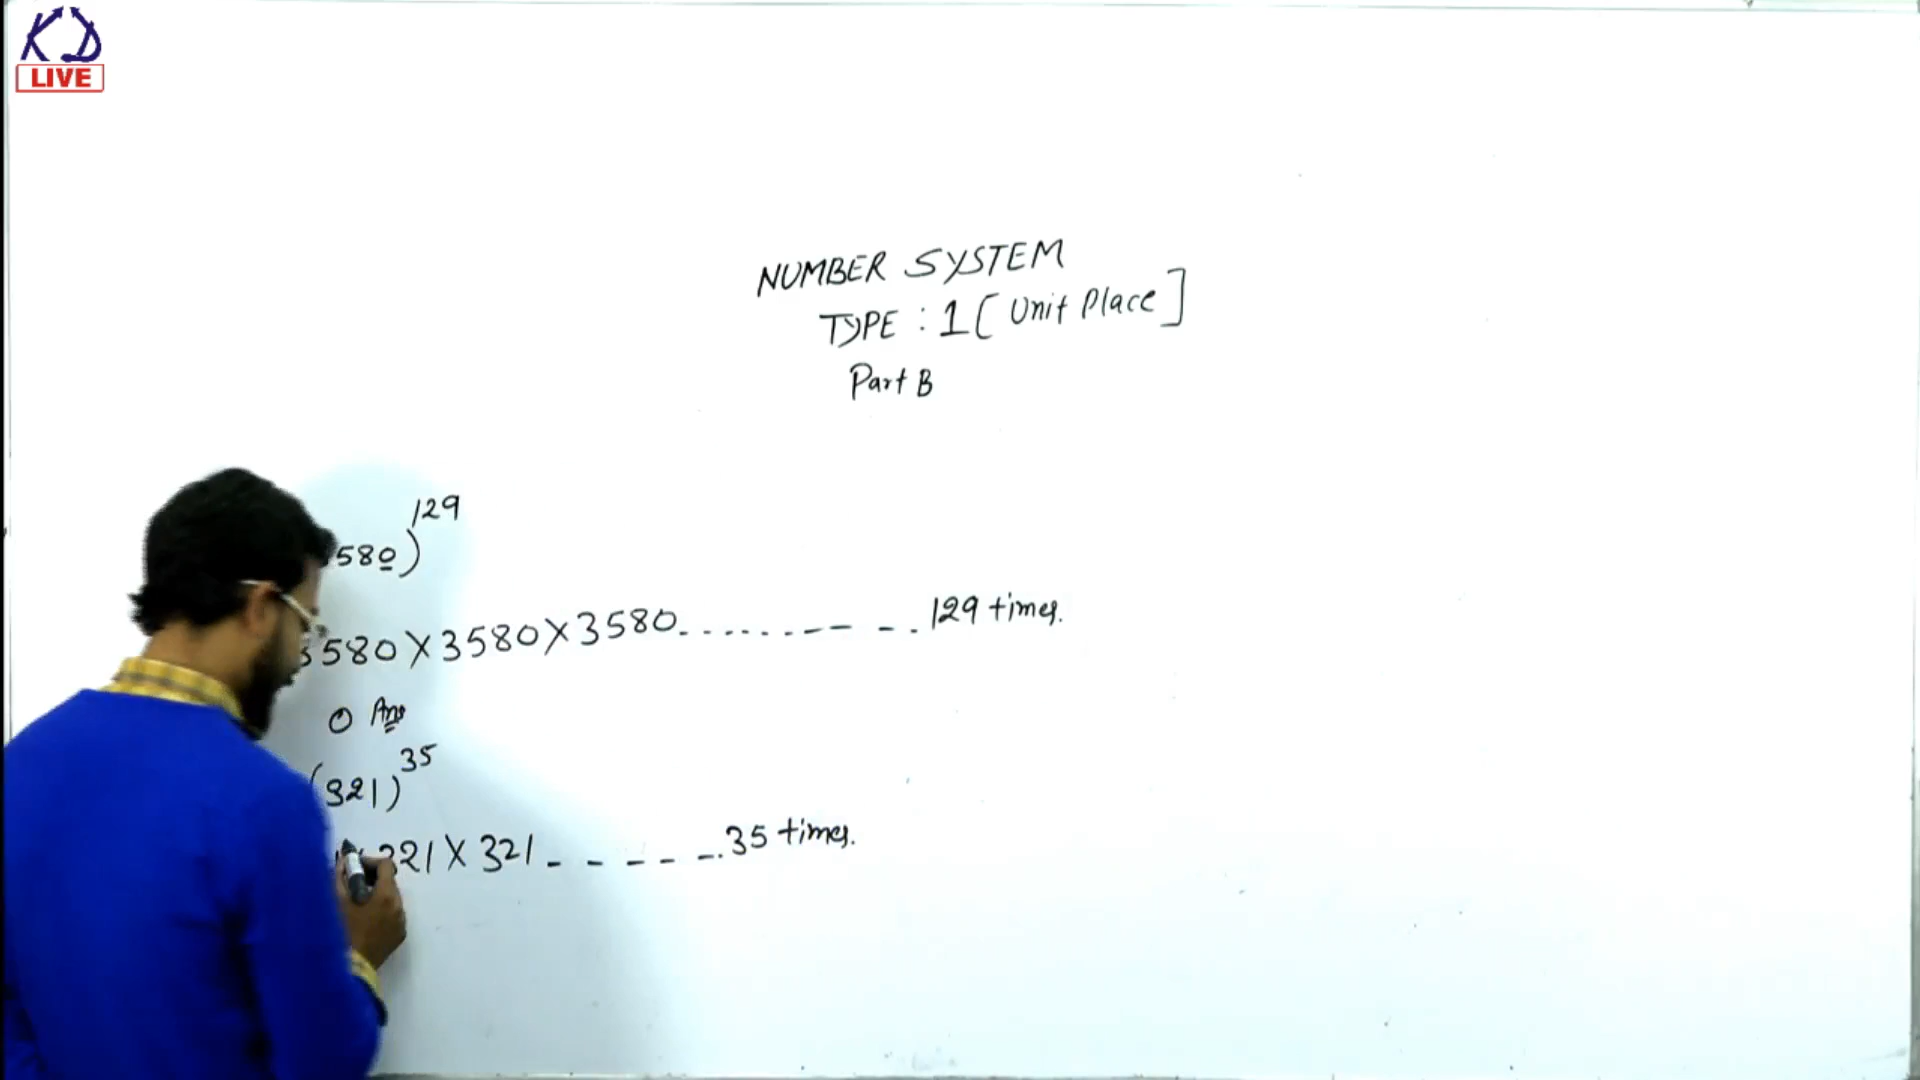 KD
LIVE
NUMBER SYSTEM
TYPE : 1 [ Unit Place ]
Part B
580)^129
3580 X 3580 X 3580 . . . . . . . . - - - . 129 times.
0 Ans
(321)^35
321 X 321 - - - - - . 35 times.